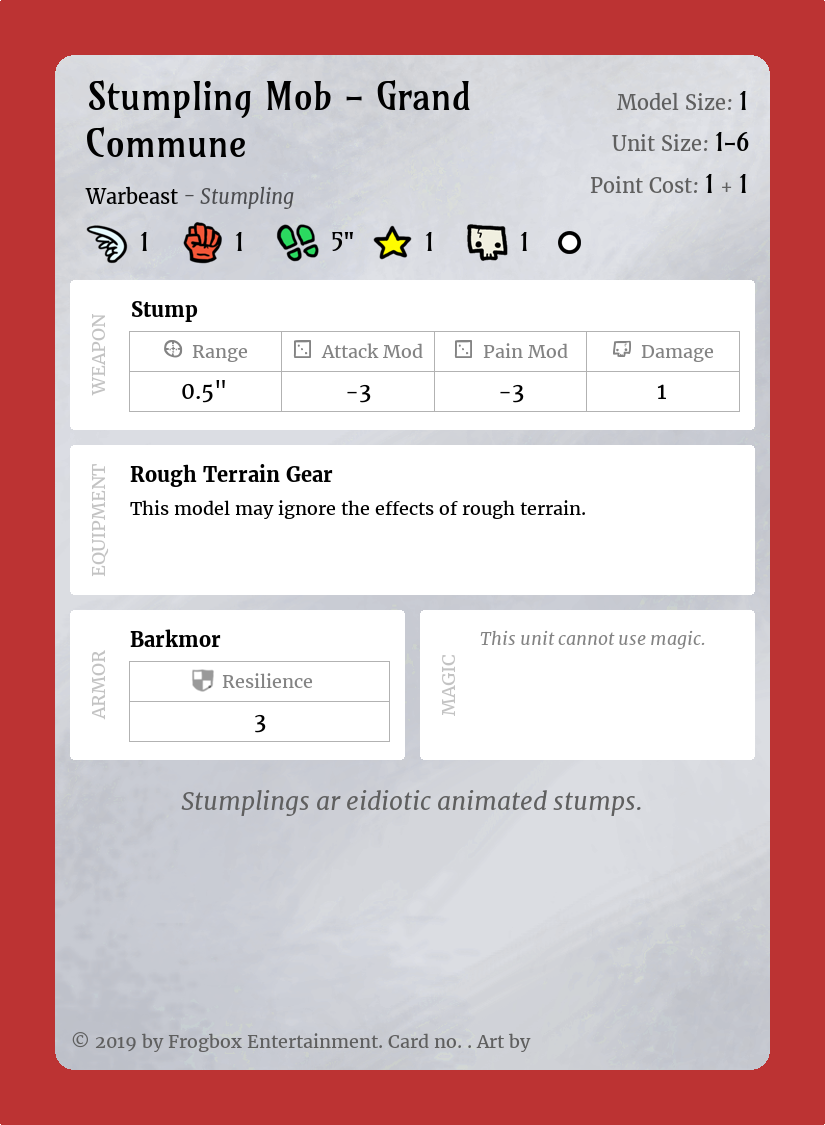 Stumpling Mob – Grand
Commune
Model Size: 1
Unit Size: 1-6
Point Cost: 1 + 1
Warbeast - Stumpling
1 1 5" 1 1
WEAPON
Stump
Range Attack Mod Pain Mod Damage
0.5" -3 -3 1
EQUIPMENT
Rough Terrain Gear
This model may ignore the effects of rough terrain.
ARMOR
Barkmor
Resilience
3
MAGIC
This unit cannot use magic.
Stumplings ar eidiotic animated stumps.
© 2019 by Frogbox Entertainment. Card no. . Art by